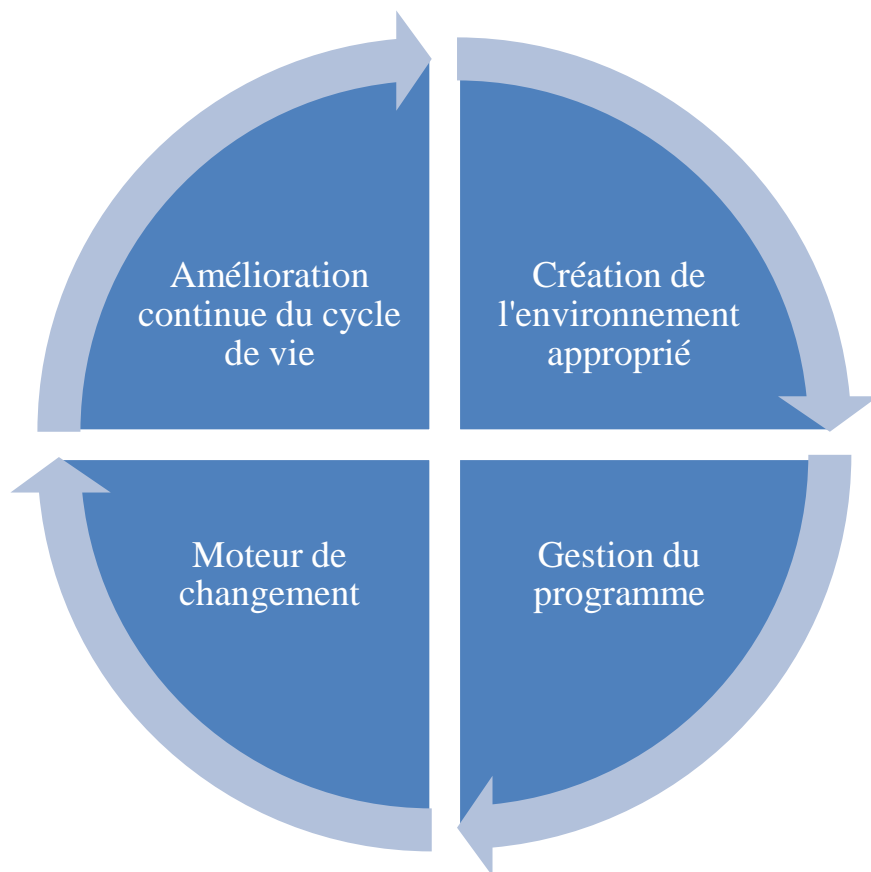 Amélioration
continue du cycle
de vie
Création de
l'environnement
approprié
Moteur de
changement
Gestion du
programme